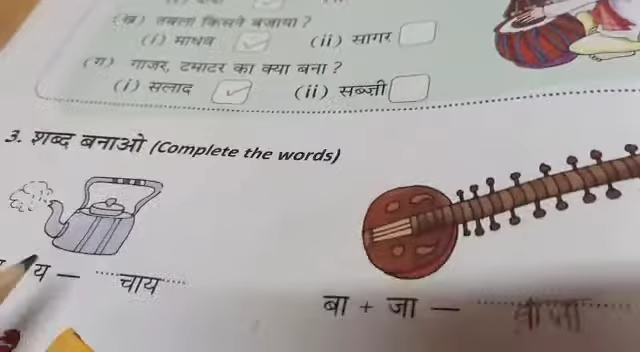 (ख) तबला किसने बजाया ?
(i) माधव ✓ (ii) सागर
(ग) गाजर, टमाटर का क्या बना ?
(i) सलाद ✓ (ii) सब्जी
3. शब्द बनाओ (Complete the words)
य — चाय
बा + जा — बाजा